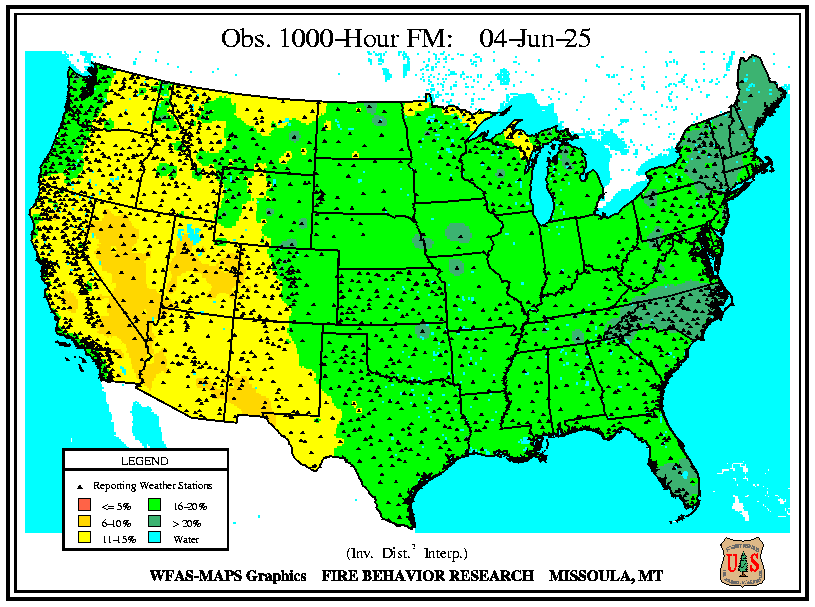 Obs. 1000-Hour FM: 04-Jun-25
LEGEND
Reporting Weather Stations
<= 5% 16-20%
6-10% > 20%
11-15% Water
(Inv. Dist.² Interp.)
WFAS-MAPS Graphics FIRE BEHAVIOR RESEARCH MISSOULA, MT
U S